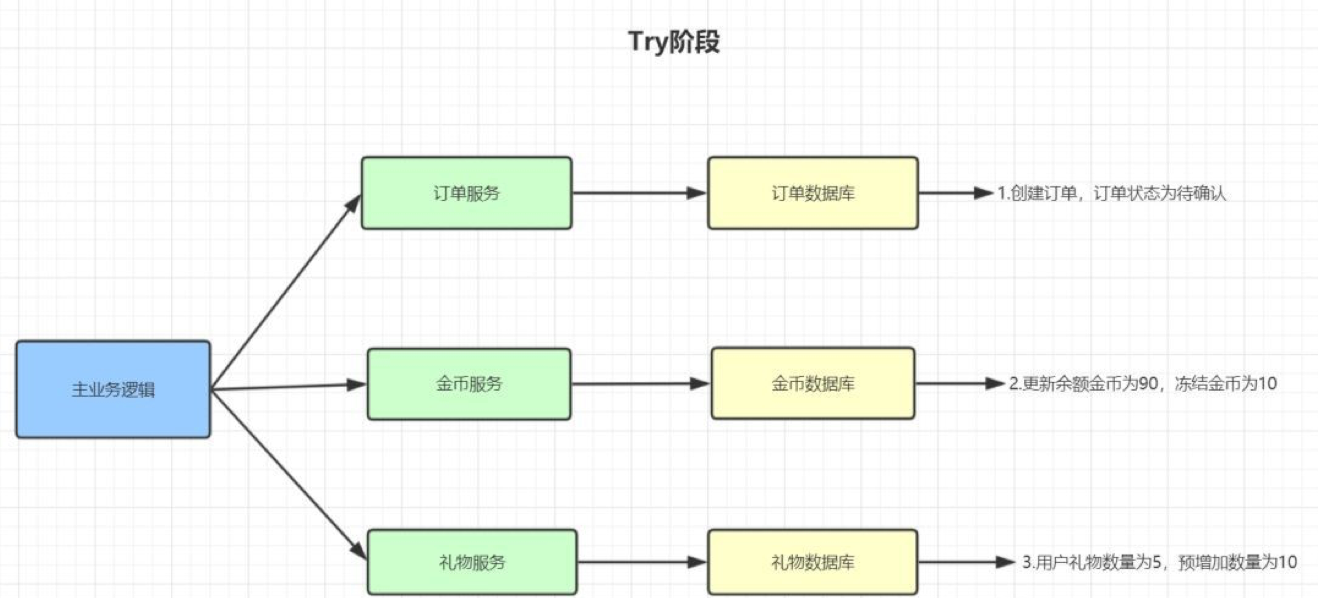 Try阶段
订单服务
订单数据库
1.创建订单，订单状态为待确认
主业务逻辑
金币服务
金币数据库
2.更新余额金币为90，冻结金币为10
礼物服务
礼物数据库
3.用户礼物数量为5，预增加数量为10